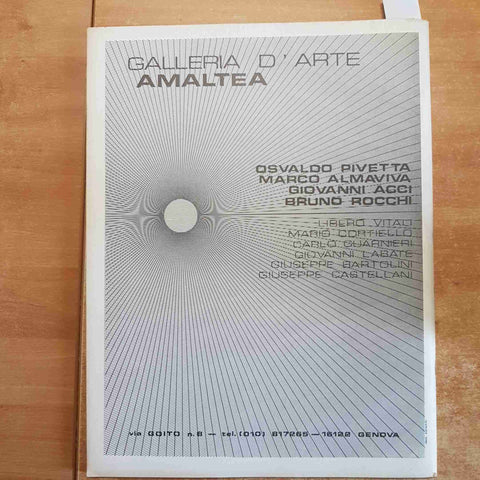 GALLERIA D'ARTE
AMALTEA
OSVALDO PIVETTA
MARCO ALMAVIVA
GIOVANNI ACCI
BRUNO ROCCHI
LIBERO VITALI
MARIO CORTIELLO
CARLO GUARNIERI
GIOVANNI LABATE
GIUSEPPE BARTOLINI
GIUSEPPE CASTELLANI
via GOITO n. 8 — tel. (010) 817265 — 16122 GENOVA